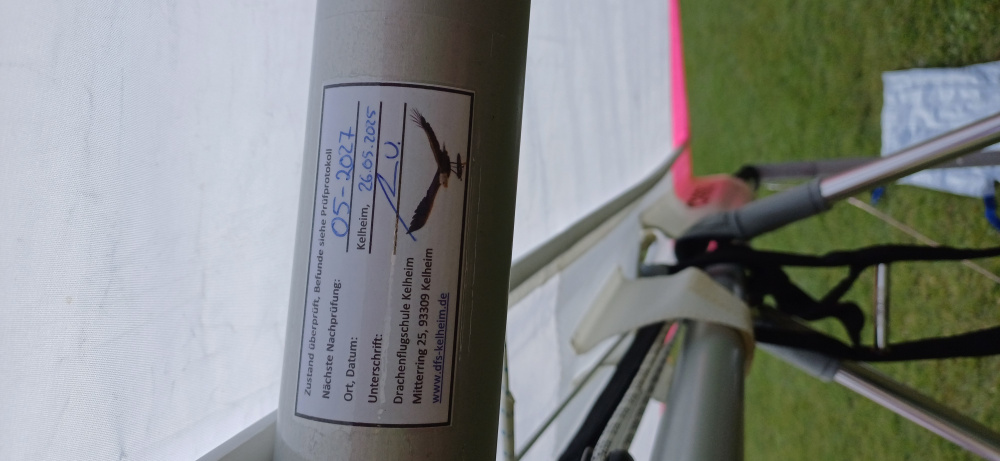 Zustand überprüft, Befunde siehe Prüfprotokoll
Nächste Nachprüfung: 05-2027
Ort, Datum: Kelheim, 26.05.2025
Unterschrift:
Drachenflugschule Kelheim
Mitterring 25, 93309 Kelheim
www.dfs-kelheim.de